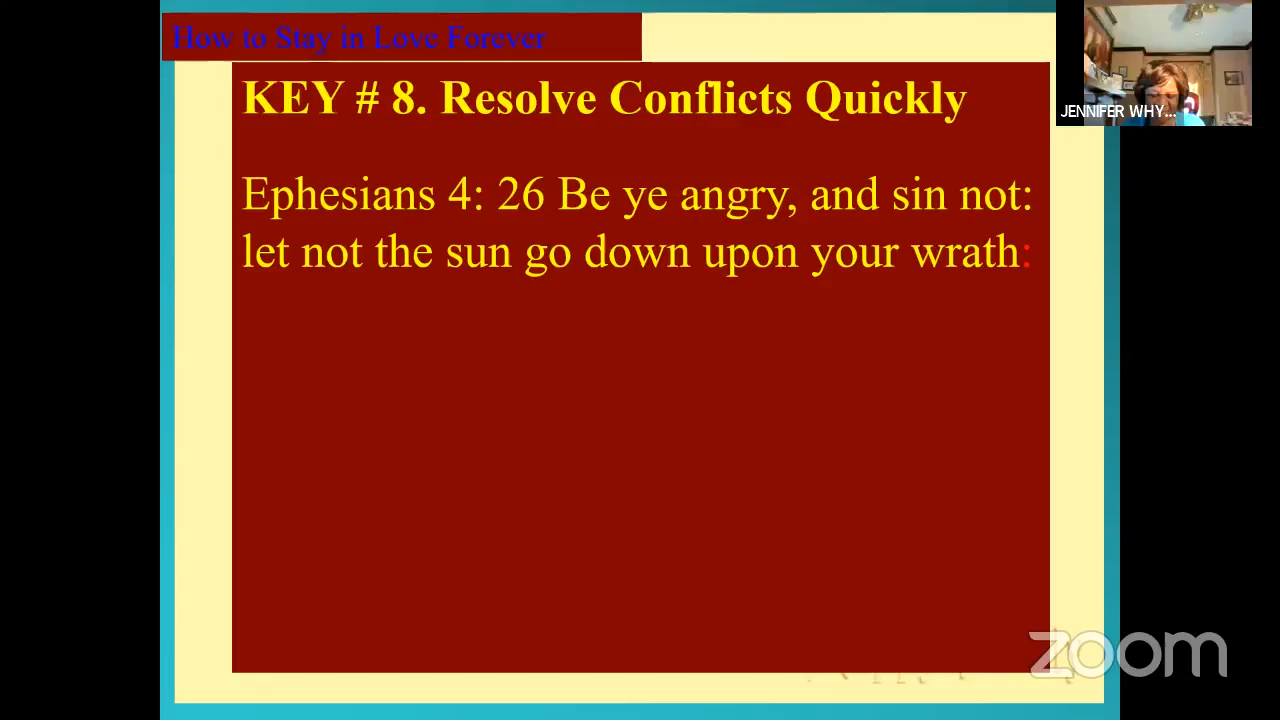 How to Stay in Love Forever
KEY # 8. Resolve Conflicts Quickly
Ephesians 4: 26 Be ye angry, and sin not:
let not the sun go down upon your wrath:
JENNIFER WHY...
zoom